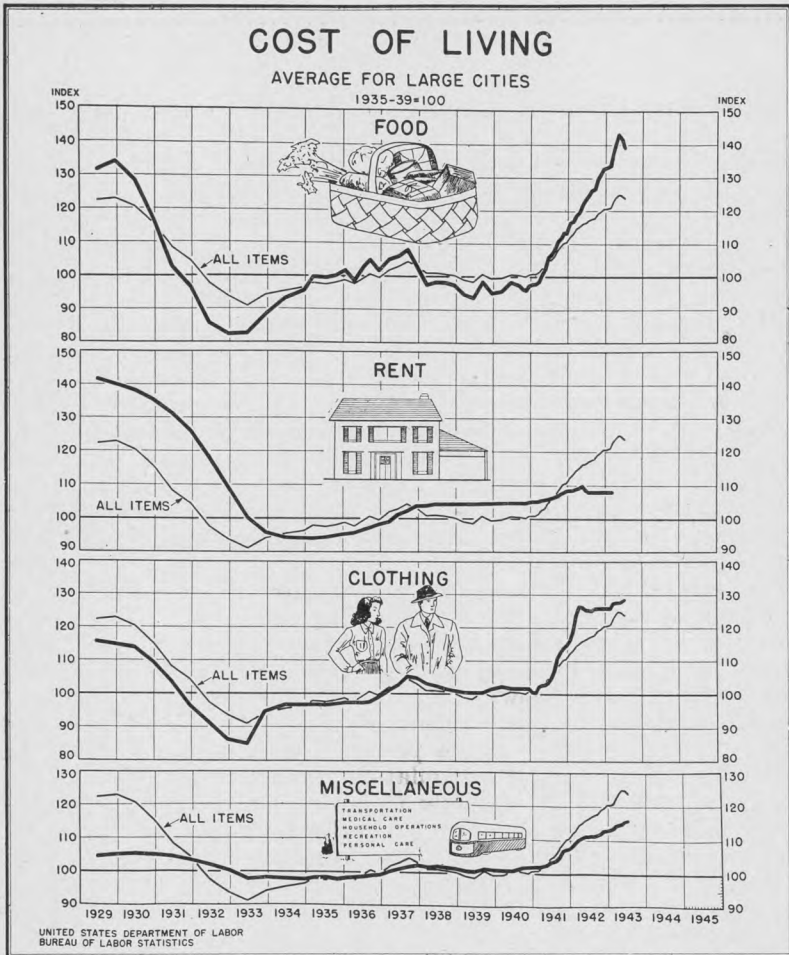 COST OF LIVING
AVERAGE FOR LARGE CITIES
1935-39=100
INDEX INDEX
FOOD
150 150
140 140
130 130
120 120
110 110
100 100
90 90
80 80
ALL ITEMS
RENT
150 150
140 140
130 130
120 120
110 110
100 100
90 90
ALL ITEMS
CLOTHING
140 140
130 130
120 120
110 110
100 100
90 90
80 80
ALL ITEMS
MISCELLANEOUS
130 130
120 120
110 110
100 100
90 90
ALL ITEMS
TRANSPORTATION
MEDICAL CARE
HOUSEHOLD OPERATIONS
RECREATION
PERSONAL CARE
1929 1930 1931 1932 1933 1934 1935 1936 1937 1938 1939 1940 1941 1942 1943 1944 1945
UNITED STATES DEPARTMENT OF LABOR
BUREAU OF LABOR STATISTICS